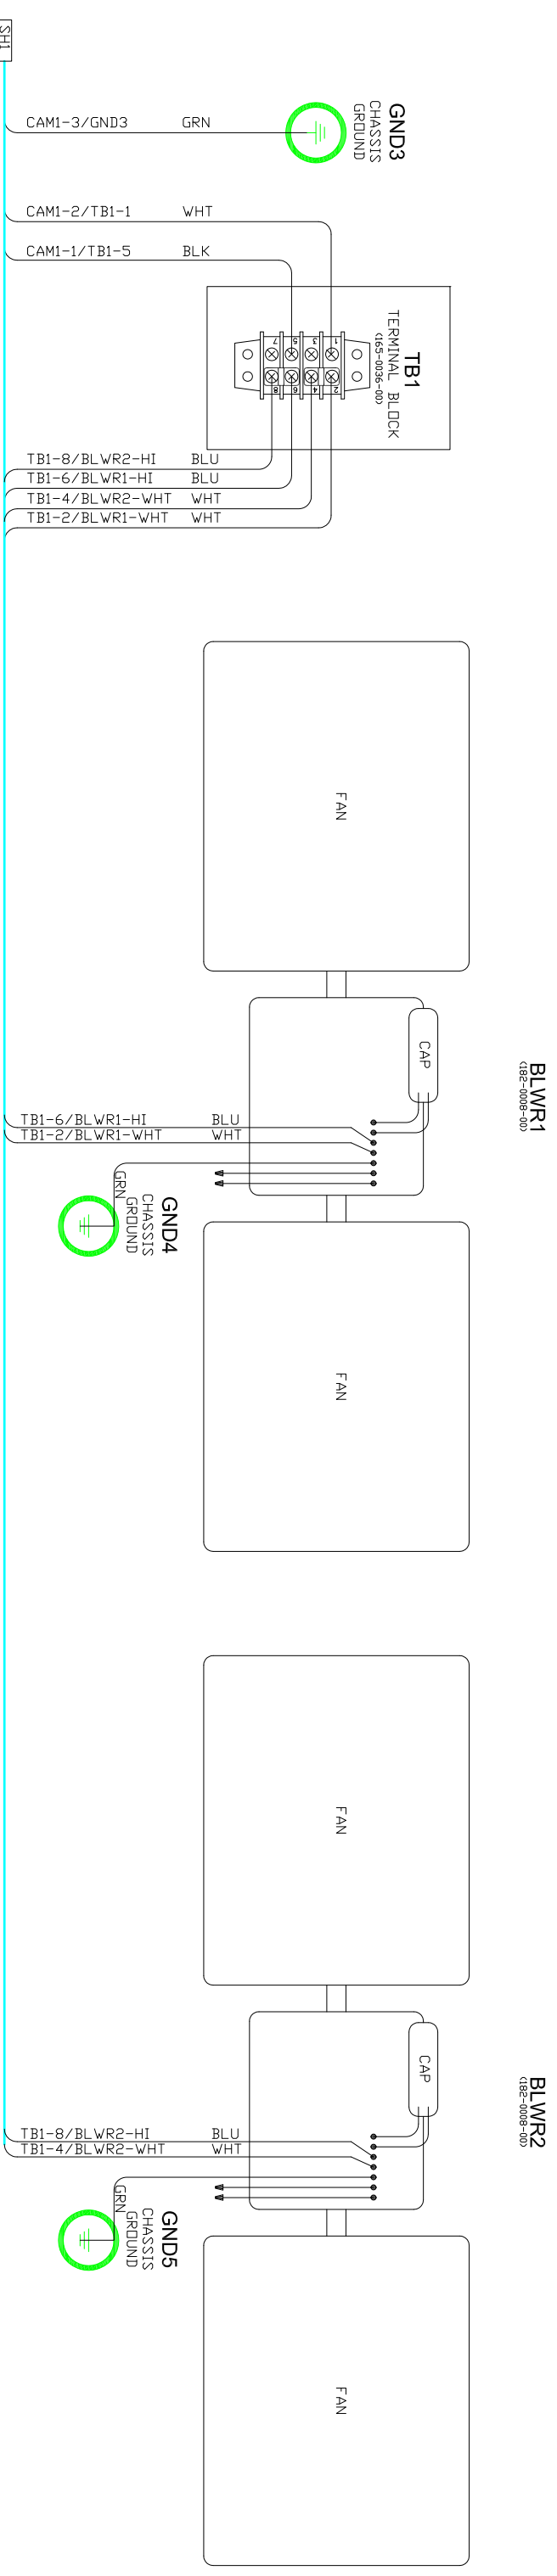 SH1
CAM1-3/GND3 GRN
GND3
CHASSIS
GROUND
CAM1-2/TB1-1 WHT
CAM1-1/TB1-5 BLK
TB1
TERMINAL BLOCK
(165-0036-00)
7 5 3 1
8 6 4 2
TB1-8/BLWR2-HI BLU
TB1-6/BLWR1-HI BLU
TB1-4/BLWR2-WHT WHT
TB1-2/BLWR1-WHT WHT
FAN
BLWR1
(182-0008-00)
CAP
TB1-6/BLWR1-HI BLU
TB1-2/BLWR1-WHT WHT
GRN
GND4
CHASSIS
GROUND
FAN
FAN
BLWR2
(182-0008-00)
CAP
TB1-8/BLWR2-HI BLU
TB1-4/BLWR2-WHT WHT
GRN
GND5
CHASSIS
GROUND
FAN